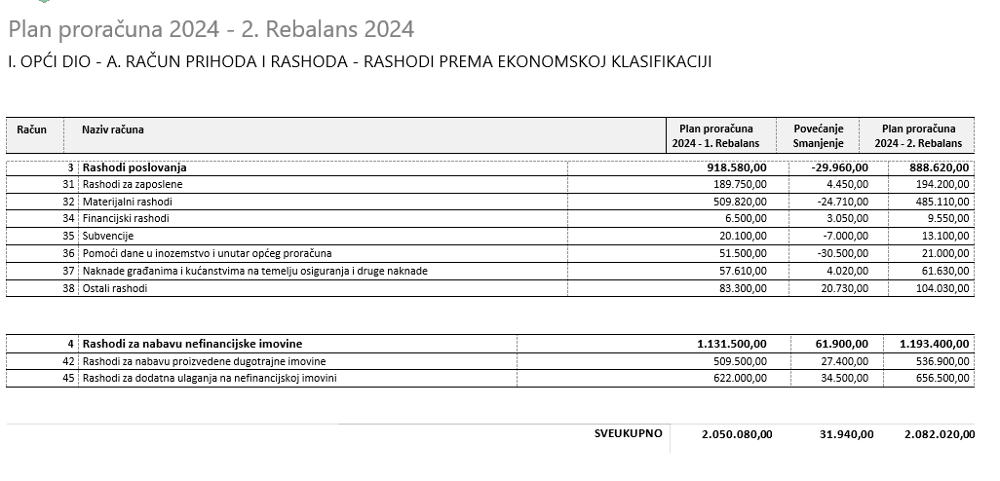 Plan proračuna 2024 - 2. Rebalans 2024
I. OPĆI DIO - A. RAČUN PRIHODA I RASHODA - RASHODI PREMA EKONOMSKOJ KLASIFIKACIJI
Račun Naziv računa Plan proračuna 2024 - 1. Rebalans Povećanje Smanjenje Plan proračuna 2024 - 2. Rebalans
3 Rashodi poslovanja 918.580,00 -29.960,00 888.620,00
31 Rashodi za zaposlene 189.750,00 4.450,00 194.200,00
32 Materijalni rashodi 509.820,00 -24.710,00 485.110,00
34 Financijski rashodi 6.500,00 3.050,00 9.550,00
35 Subvencije 20.100,00 -7.000,00 13.100,00
36 Pomoći dane u inozemstvo i unutar općeg proračuna 51.500,00 -30.500,00 21.000,00
37 Naknade građanima i kućanstvima na temelju osiguranja i druge naknade 57.610,00 4.020,00 61.630,00
38 Ostali rashodi 83.300,00 20.730,00 104.030,00
4 Rashodi za nabavu nefinancijske imovine 1.131.500,00 61.900,00 1.193.400,00
42 Rashodi za nabavu proizvedene dugotrajne imovine 509.500,00 27.400,00 536.900,00
45 Rashodi za dodatna ulaganja na nefinancijskoj imovini 622.000,00 34.500,00 656.500,00
SVEUKUPNO 2.050.080,00 31.940,00 2.082.020,00